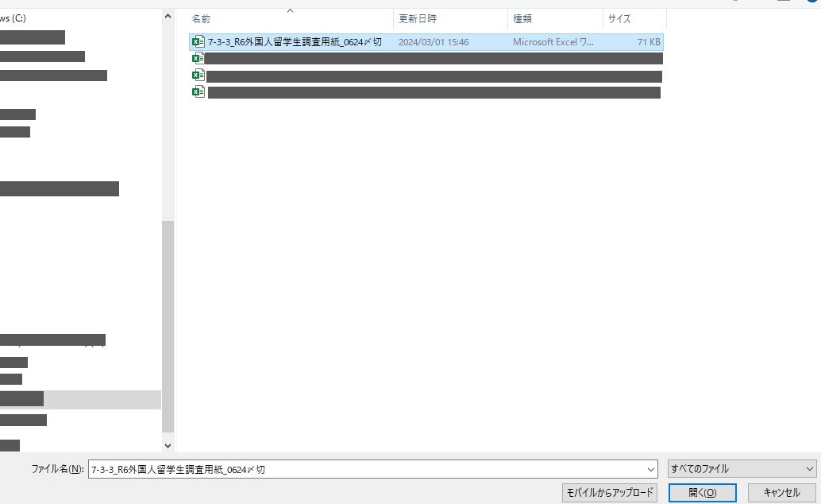 ws (C:)
名前 更新日時 種類 サイズ
7-3-3_R6外国人留学生調査用紙_0624〆切 2024/03/01 15:46 Microsoft Excel ワ... 71 KB
ファイル名(N): 7-3-3_R6外国人留学生調査用紙_0624〆切 すべてのファイル
モバイルからアップロード 開く(O) キャンセル